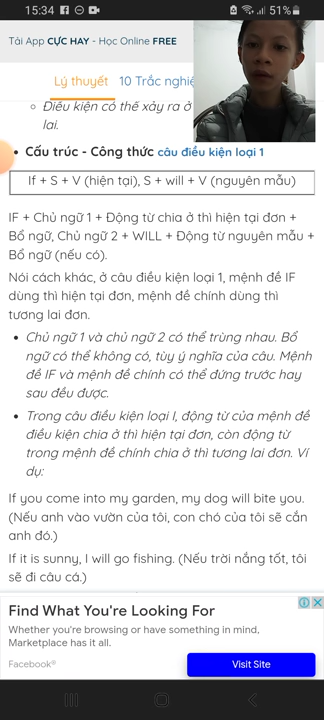 15:34
51%
Tải App CỰC HAY - Học Online FREE
Lý thuyết 10 Trắc nghiệ
Điều kiện có thể xảy ra ở
lai.
Cấu trúc - Công thức câu điều kiện loại 1
If + S + V (hiện tại), S + will + V (nguyên mẫu)
IF + Chủ ngữ 1 + Động từ chia ở thì hiện tại đơn +
Bổ ngữ, Chủ ngữ 2 + WILL + Động từ nguyên mẫu +
Bổ ngữ (nếu có).
Nói cách khác, ở câu điều kiện loại 1, mệnh đề IF
dùng thì hiện tại đơn, mệnh đề chính dùng thì
tương lai đơn.
Chủ ngữ 1 và chủ ngữ 2 có thể trùng nhau. Bổ
ngữ có thể không có, tùy ý nghĩa của câu. Mệnh
đề IF và mệnh đề chính có thể đứng trước hay
sau đều được.
Trong câu điều kiện loại I, động từ của mệnh đề
điều kiện chia ở thì hiện tại đơn, còn động từ
trong mệnh đề chính chia ở thì tương lai đơn. Ví
dụ:
If you come into my garden, my dog will bite you.
(Nếu anh vào vườn của tôi, con chó của tôi sẽ cắn
anh đó.)
If it is sunny, I will go fishing. (Nếu trời nắng tốt, tôi
sẽ đi câu cá.)
Find What You're Looking For
Whether you're browsing or have something in mind,
Marketplace has it all.
Facebook®
Visit Site